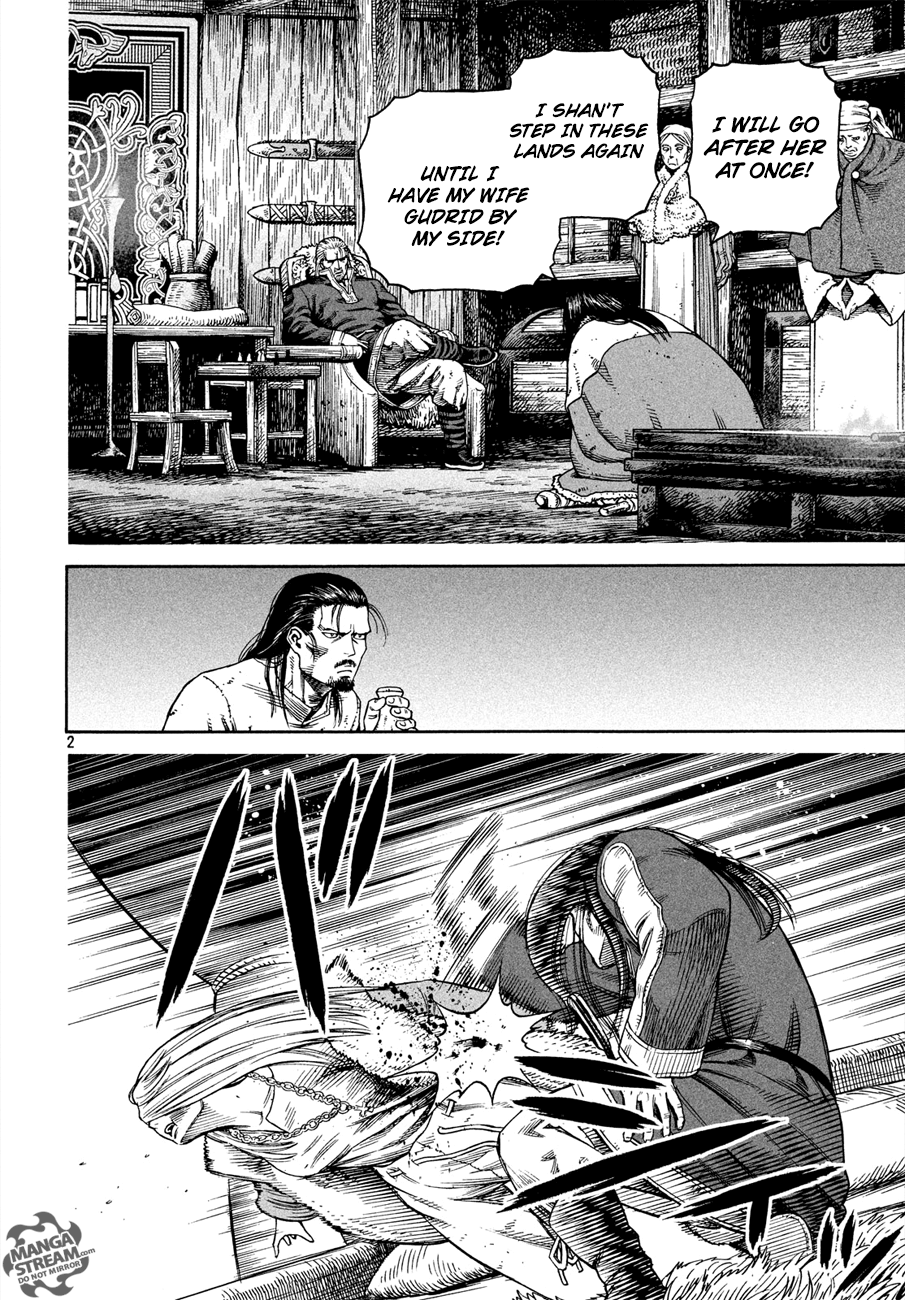 I WILL GO
AFTER HER
AT ONCE!
I SHAN'T
STEP IN THESE
LANDS AGAIN
UNTIL I
HAVE MY WIFE
GUDRID BY
MY SIDE!
2
MANGA
STREAM.com
DO NOT MIRROR